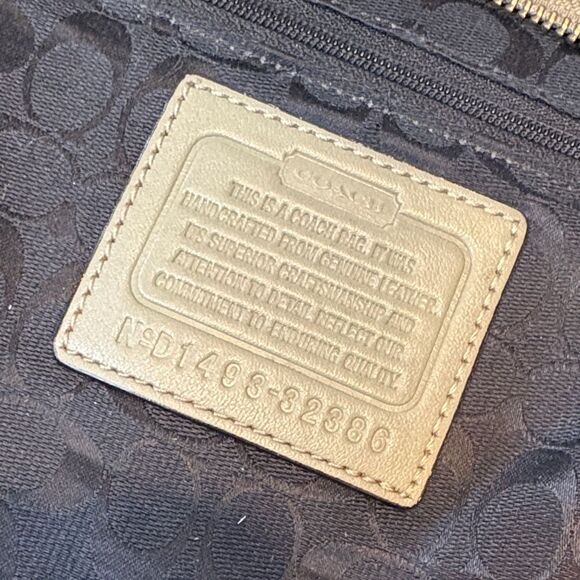 COACH
THIS IS A COACH BAG. IT WAS
HANDCRAFTED FROM GENUINE LEATHER.
ITS SUPERIOR CRAFTSMANSHIP AND
ATTENTION TO DETAIL REFLECT OUR
COMMITMENT TO ENDURING QUALITY.
NºD1493-32386